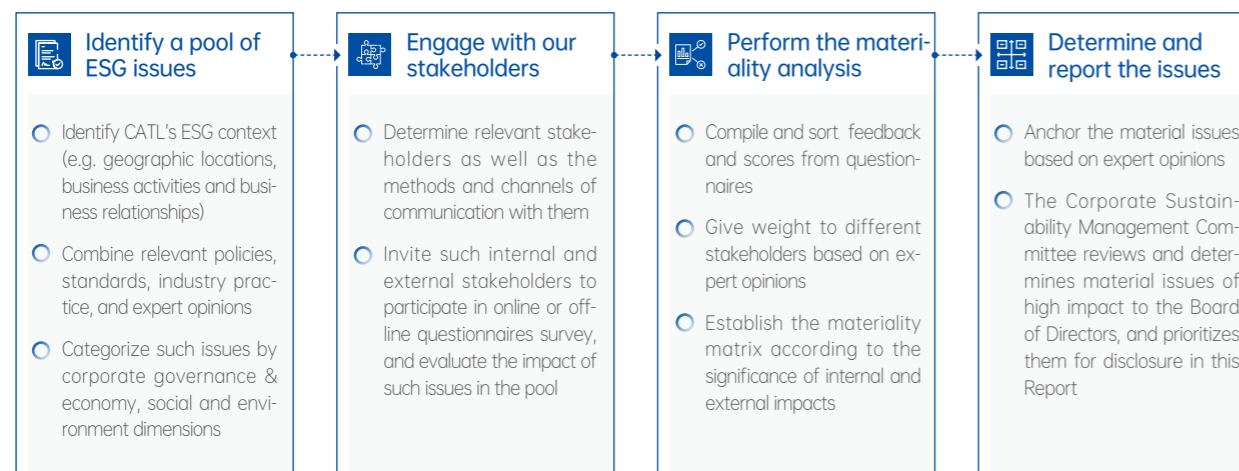 Identify a pool of
ESG issues
Identify CATL's ESG context
(e.g. geographic locations,
business activities and busi-
ness relationships)
Combine relevant policies,
standards, industry prac-
tice, and expert opinions
Categorize such issues by
corporate governance &
economy, social and envi-
ronment dimensions
Engage with our
stakeholders
Determine relevant stake-
holders as well as the
methods and channels of
communication with them
Invite such internal and
external stakeholders to
participate in online or off-
line questionnaires survey,
and evaluate the impact of
such issues in the pool
Perform the materi-
ality analysis
Compile and sort feedback
and scores from question-
naires
Give weight to different
stakeholders based on ex-
pert opinions
Establish the materiality
matrix according to the
significance of internal and
external impacts
Determine and
report the issues
Anchor the material issues
based on expert opinions
The Corporate Sustain-
ability Management Com-
mittee reviews and deter-
mines material issues of
high impact to the Board
of Directors, and prioritizes
them for disclosure in this
Report